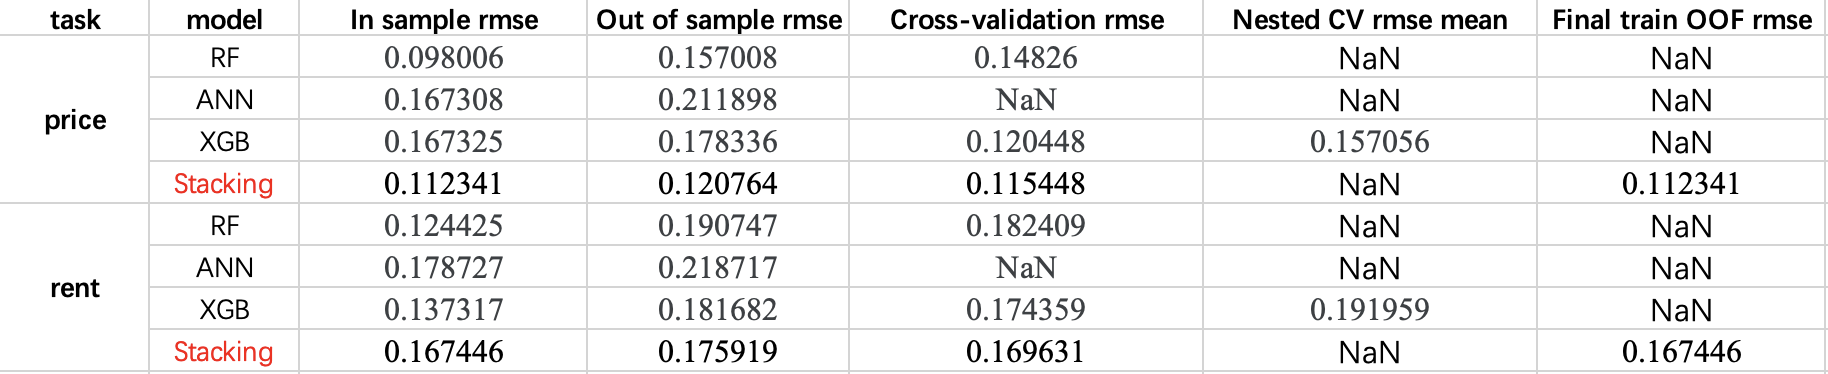 task model In sample rmse Out of sample rmse Cross-validation rmse Nested CV rmse mean Final train OOF rmse
price
RF 0.098006 0.157008 0.14826 NaN NaN
ANN 0.167308 0.211898 NaN NaN NaN
XGB 0.167325 0.178336 0.120448 0.157056 NaN
Stacking 0.112341 0.120764 0.115448 NaN 0.112341
rent
RF 0.124425 0.190747 0.182409 NaN NaN
ANN 0.178727 0.218717 NaN NaN NaN
XGB 0.137317 0.181682 0.174359 0.191959 NaN
Stacking 0.167446 0.175919 0.169631 NaN 0.167446